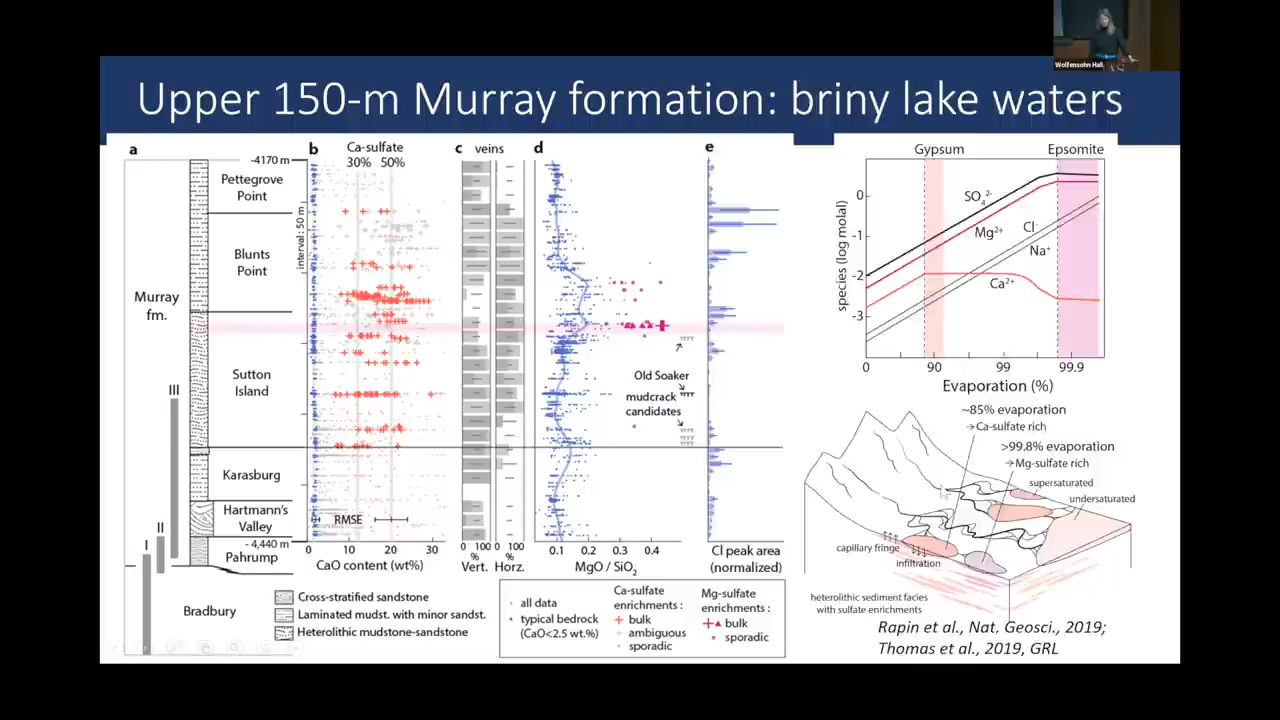 Wolfensohn Hall
Upper 150-m Murray formation: briny lake waters
a
-4170 m
Pettegrove
Point
Blunts
Point
Murray
fm.
Sutton
Island
III
Karasburg
Hartmann's
Valley
II
I
- 4,440 m
Pahrump
Bradbury
b
Ca-sulfate
30% 50%
interval: 50 m
RMSE
0 10 20 30
CaO content (wt%)
c veins
0 100 0 100
% %
Vert. Horz.
d
Old Soaker
mudcrack
candidates
0.1 0.2 0.3 0.4
MgO / SiO2
e
Cl peak area
(normalized)
Cross-stratified sandstone
Laminated mudst. with minor sandst.
Heterolithic mudstone-sandstone
all data
typical bedrock
(CaO<2.5 wt.%)
Ca-sulfate
enrichments :
bulk
ambiguous
sporadic
Mg-sulfate
enrichments :
bulk
sporadic
Gypsum Epsomite
species (log molal)
0
-1
-2
-3
SO4 2-
Mg2+
Cl-
Na+
Ca2+
0 90 99 99.9
Evaporation (%)
~85% evaporation
→ Ca-sulfate rich
>99.8% evaporation
→ Mg-sulfate rich
supersaturated
undersaturated
capillary fringe
infiltration
heterolithic sediment facies
with sulfate enrichments
Rapin et al., Nat. Geosci., 2019;
Thomas et al., 2019, GRL